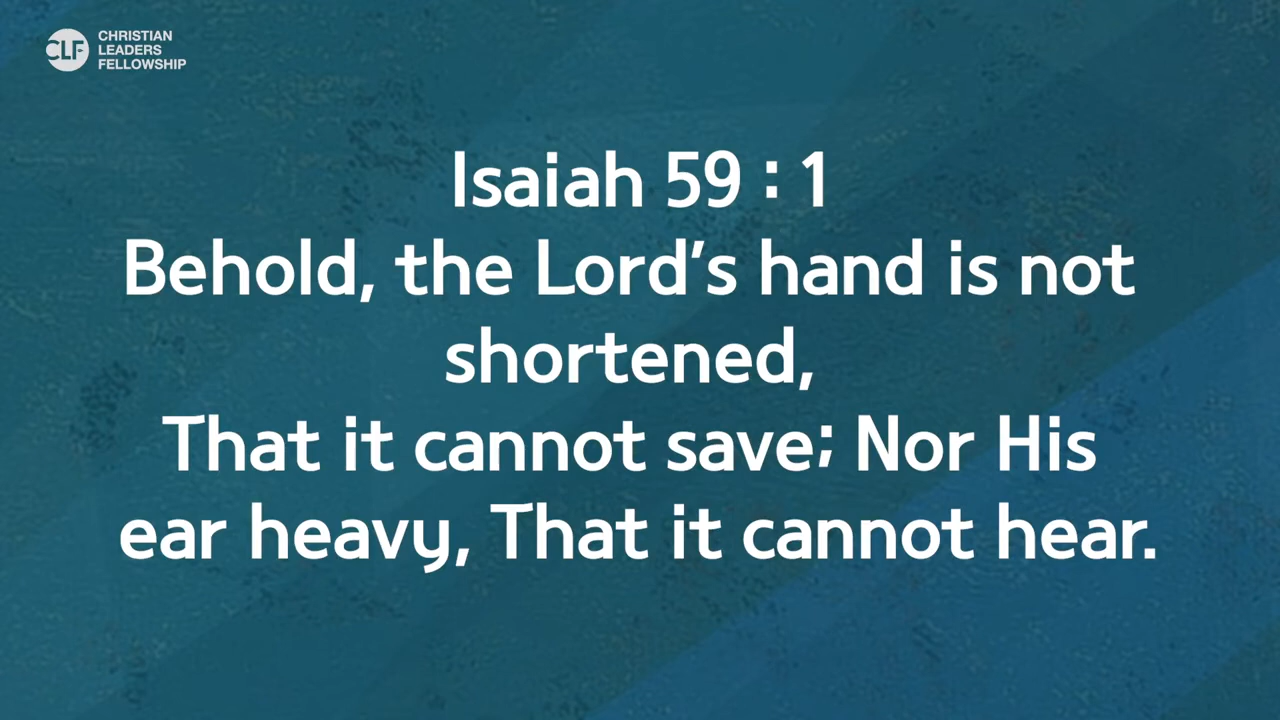 CLF
CHRISTIAN
LEADERS
FELLOWSHIP
Isaiah 59 : 1
Behold, the Lord's hand is not
shortened,
That it cannot save; Nor His
ear heavy, That it cannot hear.